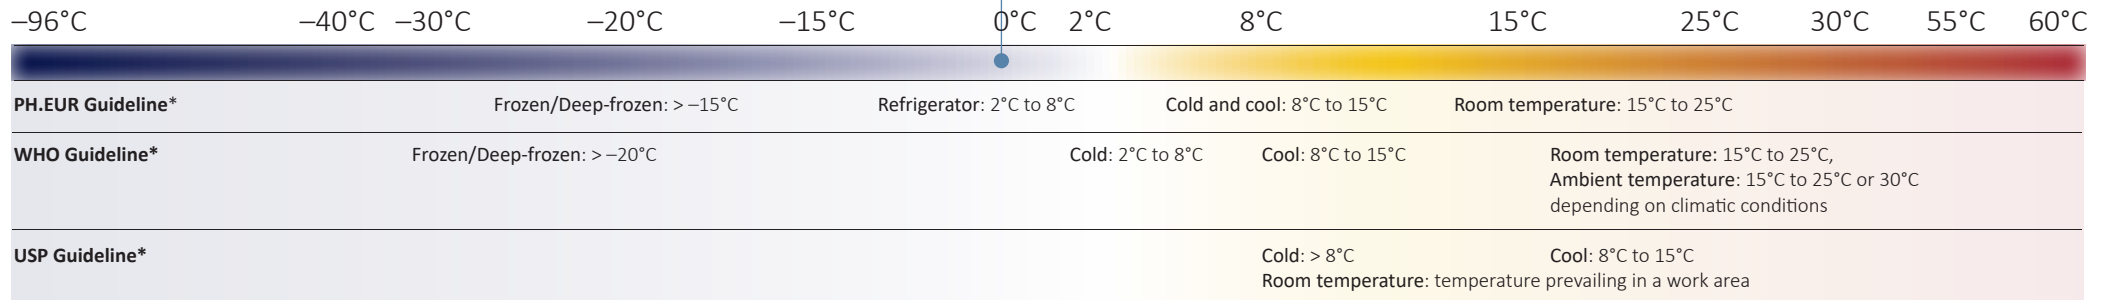 –96°C –40°C –30°C –20°C –15°C 0°C 2°C 8°C 15°C 25°C 30°C 55°C 60°C
PH.EUR Guideline* Frozen/Deep-frozen: > –15°C Refrigerator: 2°C to 8°C Cold and cool: 8°C to 15°C Room temperature: 15°C to 25°C
WHO Guideline* Frozen/Deep-frozen: > –20°C Cold: 2°C to 8°C Cool: 8°C to 15°C Room temperature: 15°C to 25°C,
Ambient temperature: 15°C to 25°C or 30°C
depending on climatic conditions
USP Guideline* Cold: > 8°C Cool: 8°C to 15°C
Room temperature: temperature prevailing in a work area